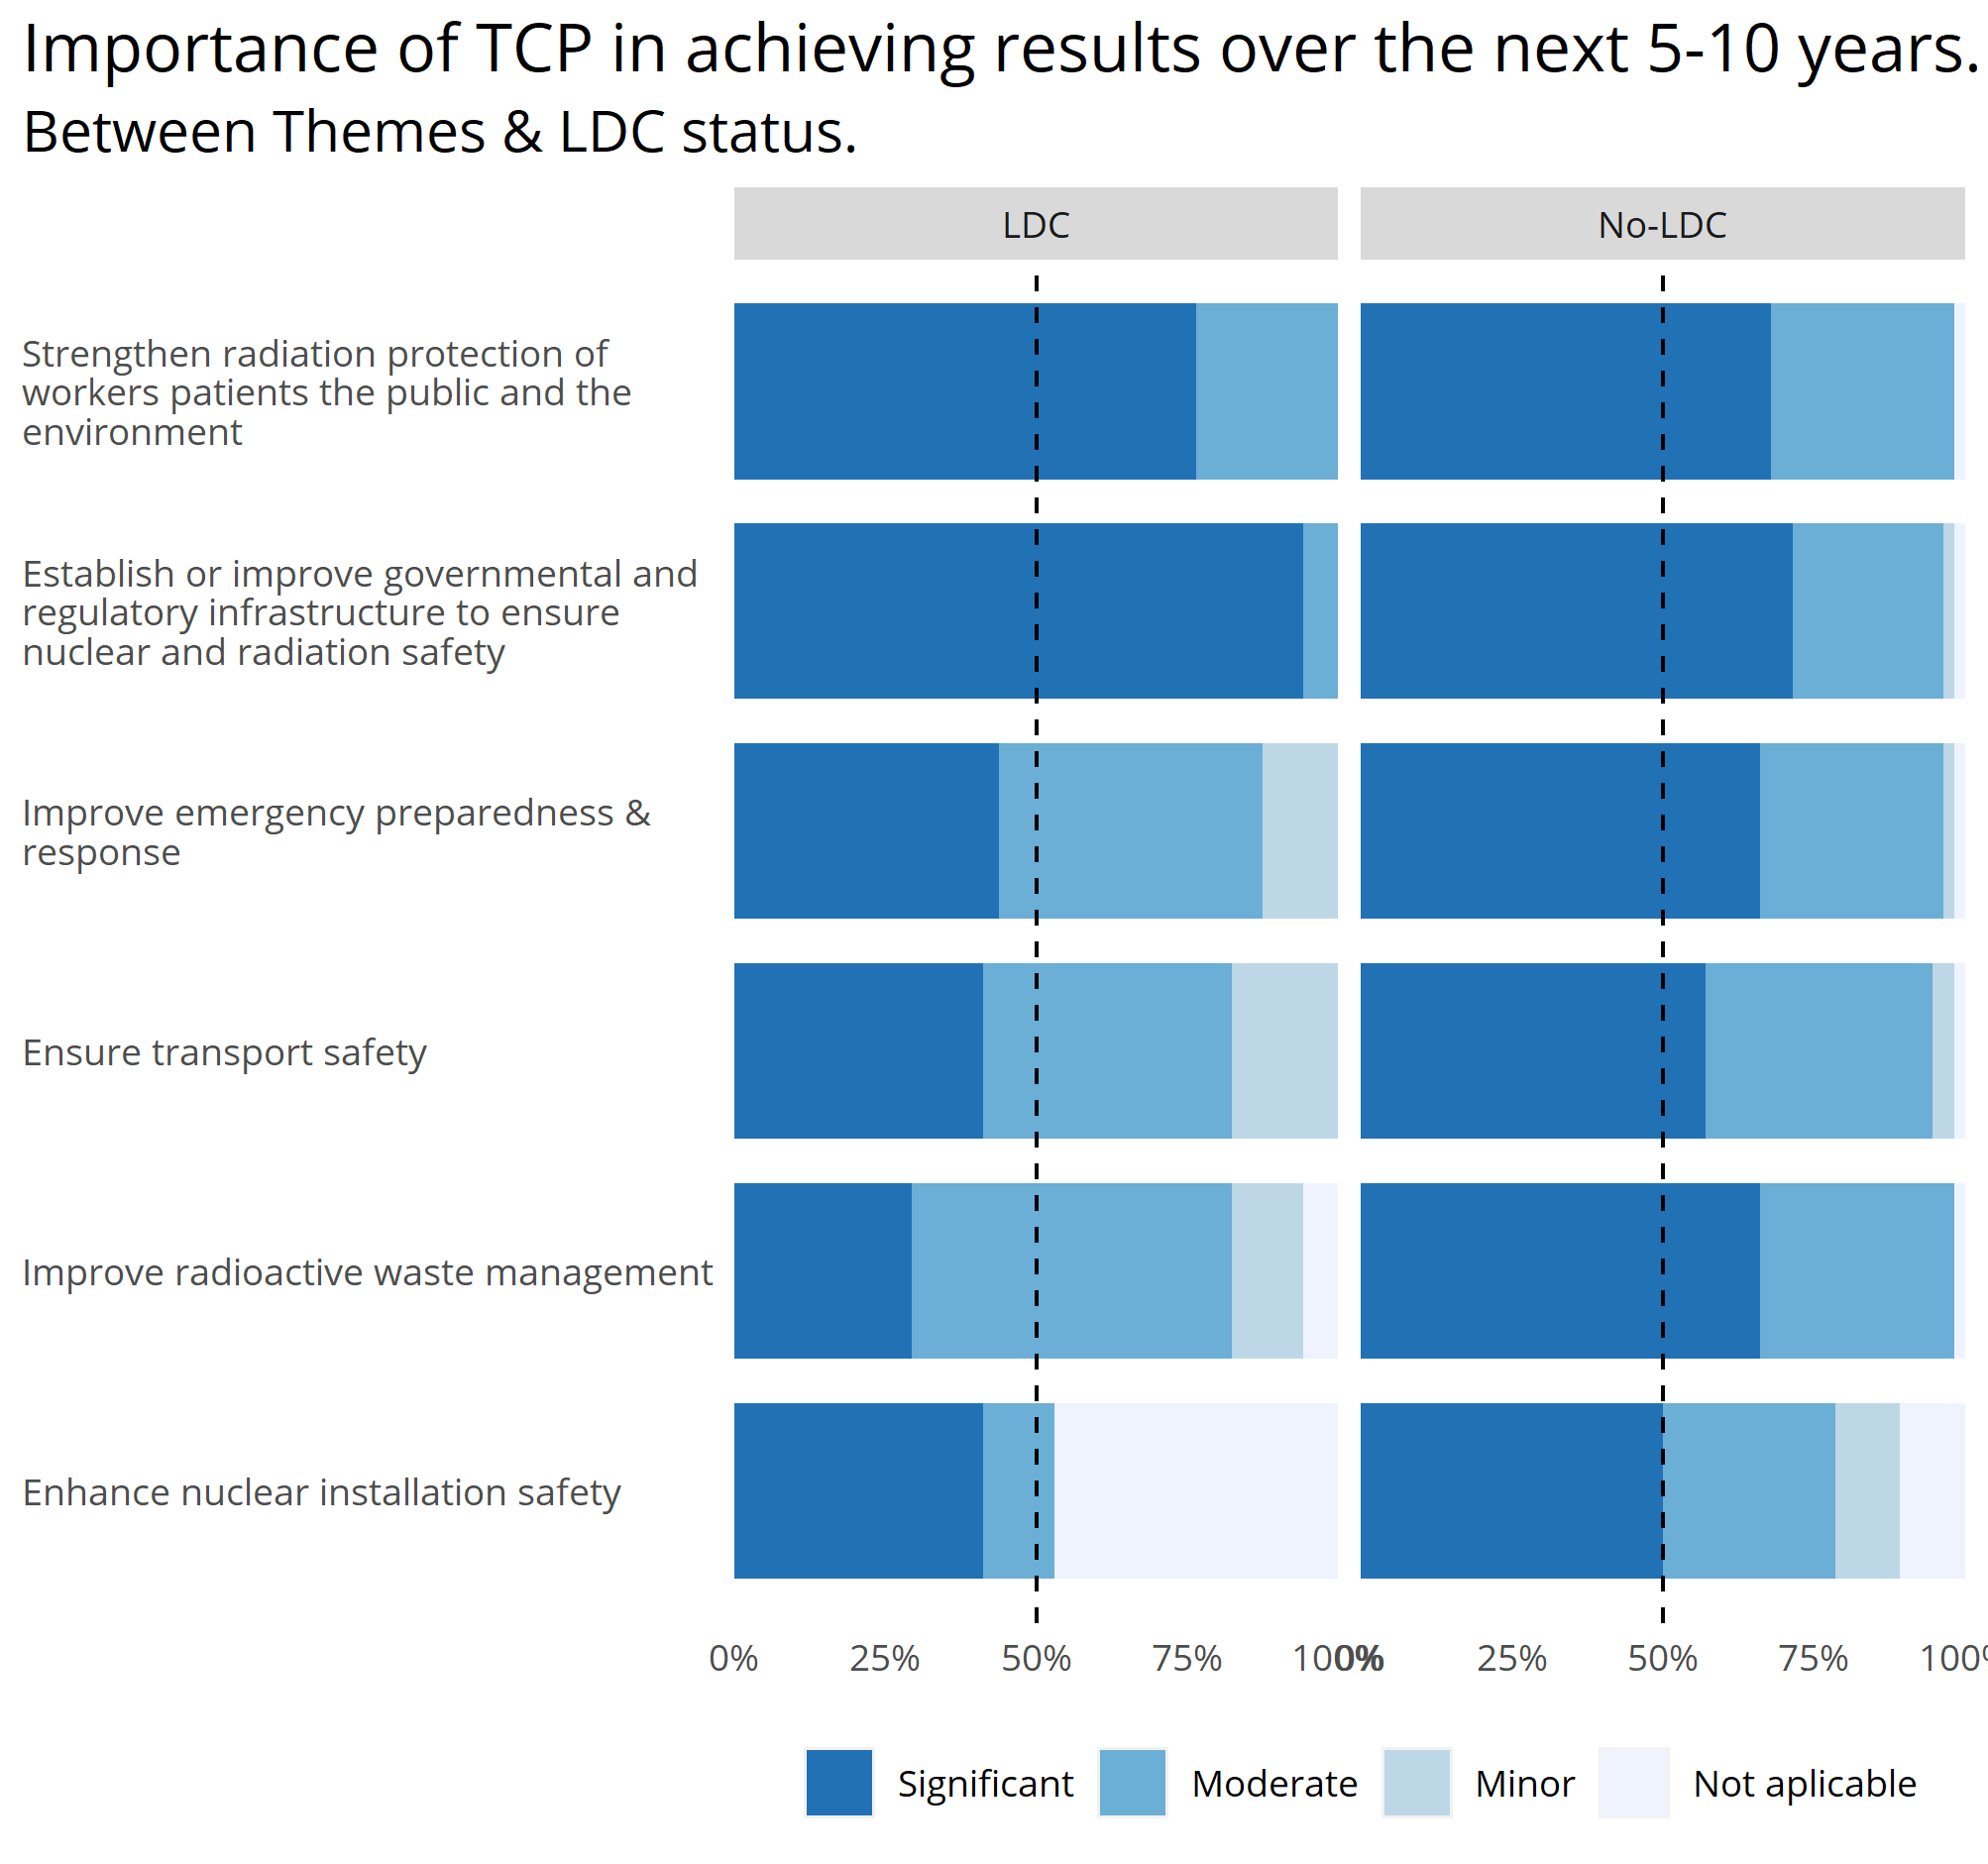 Importance of TCP in achieving results over the next 5-10 years.
Between Themes & LDC status.
LDC
No-LDC
Strengthen radiation protection of
workers patients the public and the
environment
Establish or improve governmental and
regulatory infrastructure to ensure
nuclear and radiation safety
Improve emergency preparedness &
response
Ensure transport safety
Improve radioactive waste management
Enhance nuclear installation safety
0% 25% 50% 75% 100% 0% 25% 50% 75% 100%
Significant Moderate Minor Not aplicable